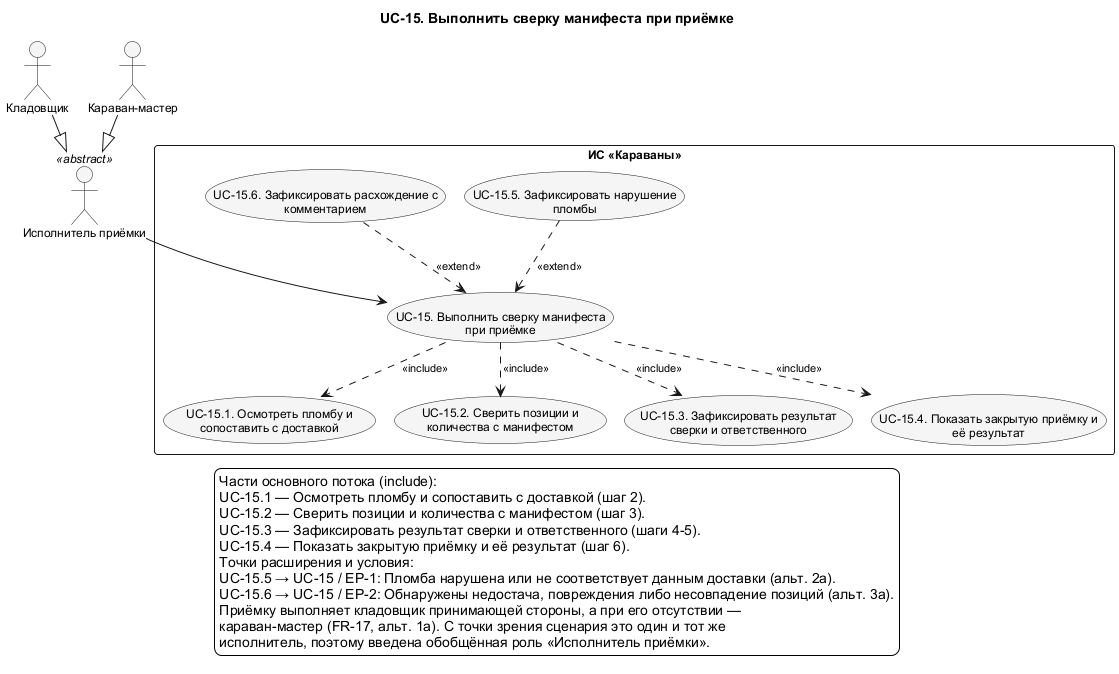 UC-15. Выполнить сверку манифеста при приёмке
Кладовщик
Караван-мастер
«abstract»
Исполнитель приёмки
ИС «Караваны»
UC-15.6. Зафиксировать расхождение с
комментарием
UC-15.5. Зафиксировать нарушение
пломбы
«extend»
«extend»
UC-15. Выполнить сверку манифеста
при приёмке
«include»
«include»
«include»
«include»
UC-15.1. Осмотреть пломбу и
сопоставить с доставкой
UC-15.2. Сверить позиции и
количества с манифестом
UC-15.3. Зафиксировать результат
сверки и ответственного
UC-15.4. Показать закрытую приёмку и
её результат
Части основного потока (include):
UC-15.1 — Осмотреть пломбу и сопоставить с доставкой (шаг 2).
UC-15.2 — Сверить позиции и количества с манифестом (шаг 3).
UC-15.3 — Зафиксировать результат сверки и ответственного (шаги 4-5).
UC-15.4 — Показать закрытую приёмку и её результат (шаг 6).
Точки расширения и условия:
UC-15.5 → UC-15 / EP-1: Пломба нарушена или не соответствует данным доставки (альт. 2а).
UC-15.6 → UC-15 / EP-2: Обнаружены недостача, повреждения либо несовпадение позиций (альт. 3а).
Приёмку выполняет кладовщик принимающей стороны, а при его отсутствии —
караван-мастер (FR-17, альт. 1а). С точки зрения сценария это один и тот же
исполнитель, поэтому введена обобщённая роль «Исполнитель приёмки».